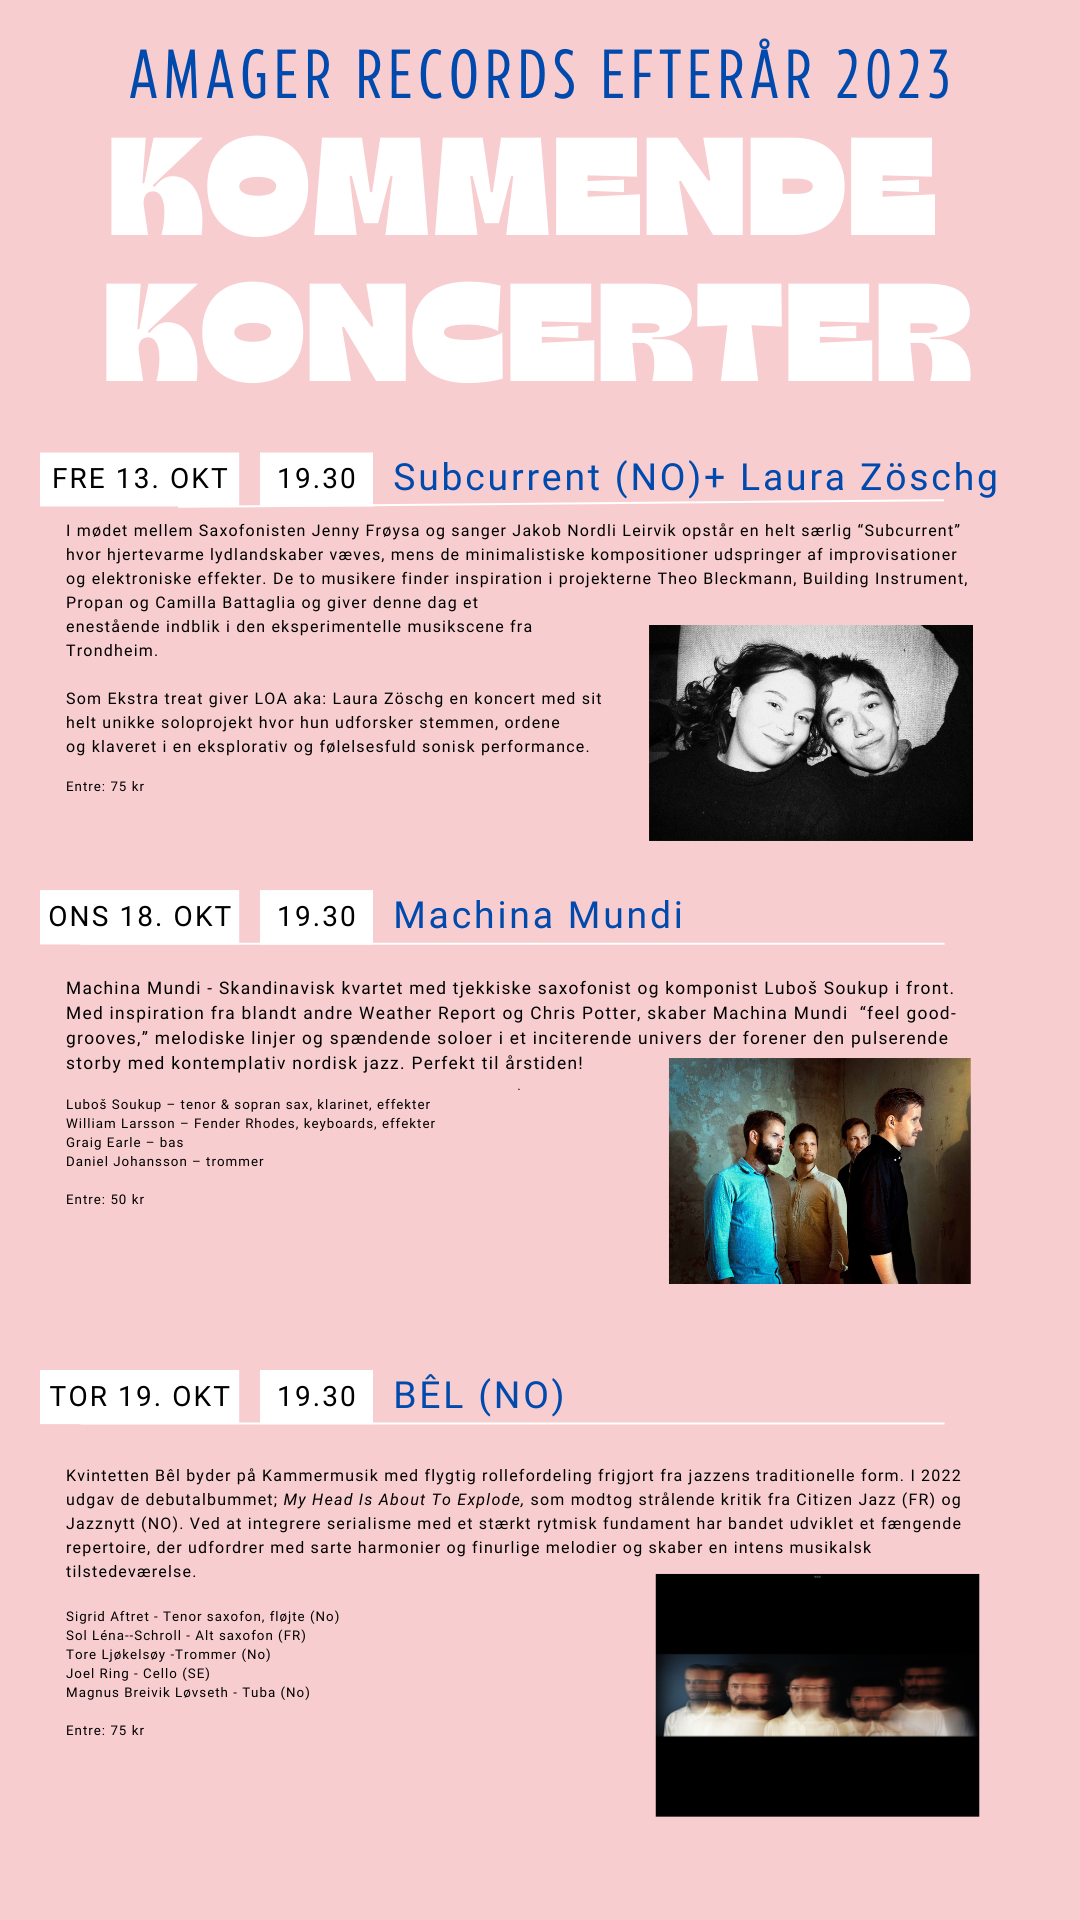 AMAGER RECORDS EFTERÅR 2023
KOMMENDE
KONCERTER
FRE 13. OKT 19.30 Subcurrent (NO)+ Laura Zöschg
I mødet mellem Saxofonisten Jenny Frøysa og sanger Jakob Nordli Leirvik opstår en helt særlig “Subcurrent”
hvor hjertevarme lydlandskaber væves, mens de minimalistiske kompositioner udspringer af improvisationer
og elektroniske effekter. De to musikere finder inspiration i projekterne Theo Bleckmann, Building Instrument,
Propan og Camilla Battaglia og giver denne dag et
enestående indblik i den eksperimentelle musikscene fra
Trondheim.
Som Ekstra treat giver LOA aka: Laura Zöschg en koncert med sit
helt unikke soloprojekt hvor hun udforsker stemmen, ordene
og klaveret i en eksplorativ og følelsesfuld sonisk performance.
Entre: 75 kr
ONS 18. OKT 19.30 Machina Mundi
Machina Mundi - Skandinavisk kvartet med tjekkiske saxofonist og komponist Luboš Soukup i front.
Med inspiration fra blandt andre Weather Report og Chris Potter, skaber Machina Mundi “feel good-
grooves,” melodiske linjer og spændende soloer i et inciterende univers der forener den pulserende
storby med kontemplativ nordisk jazz. Perfekt til årstiden!
.
Luboš Soukup – tenor & sopran sax, klarinet, effekter
William Larsson – Fender Rhodes, keyboards, effekter
Graig Earle – bas
Daniel Johansson – trommer
Entre: 50 kr
TOR 19. OKT 19.30 BÊL (NO)
Kvintetten Bêl byder på Kammermusik med flygtig rollefordeling frigjort fra jazzens traditionelle form. I 2022
udgav de debutalbummet; My Head Is About To Explode, som modtog strålende kritik fra Citizen Jazz (FR) og
Jazznytt (NO). Ved at integrere serialisme med et stærkt rytmisk fundament har bandet udviklet et fængende
repertoire, der udfordrer med sarte harmonier og finurlige melodier og skaber en intens musikalsk
tilstedeværelse.
Sigrid Aftret - Tenor saxofon, fløjte (No)
Sol Léna--Schroll - Alt saxofon (FR)
Tore Ljøkelsøy -Trommer (No)
Joel Ring - Cello (SE)
Magnus Breivik Løvseth - Tuba (No)
Entre: 75 kr